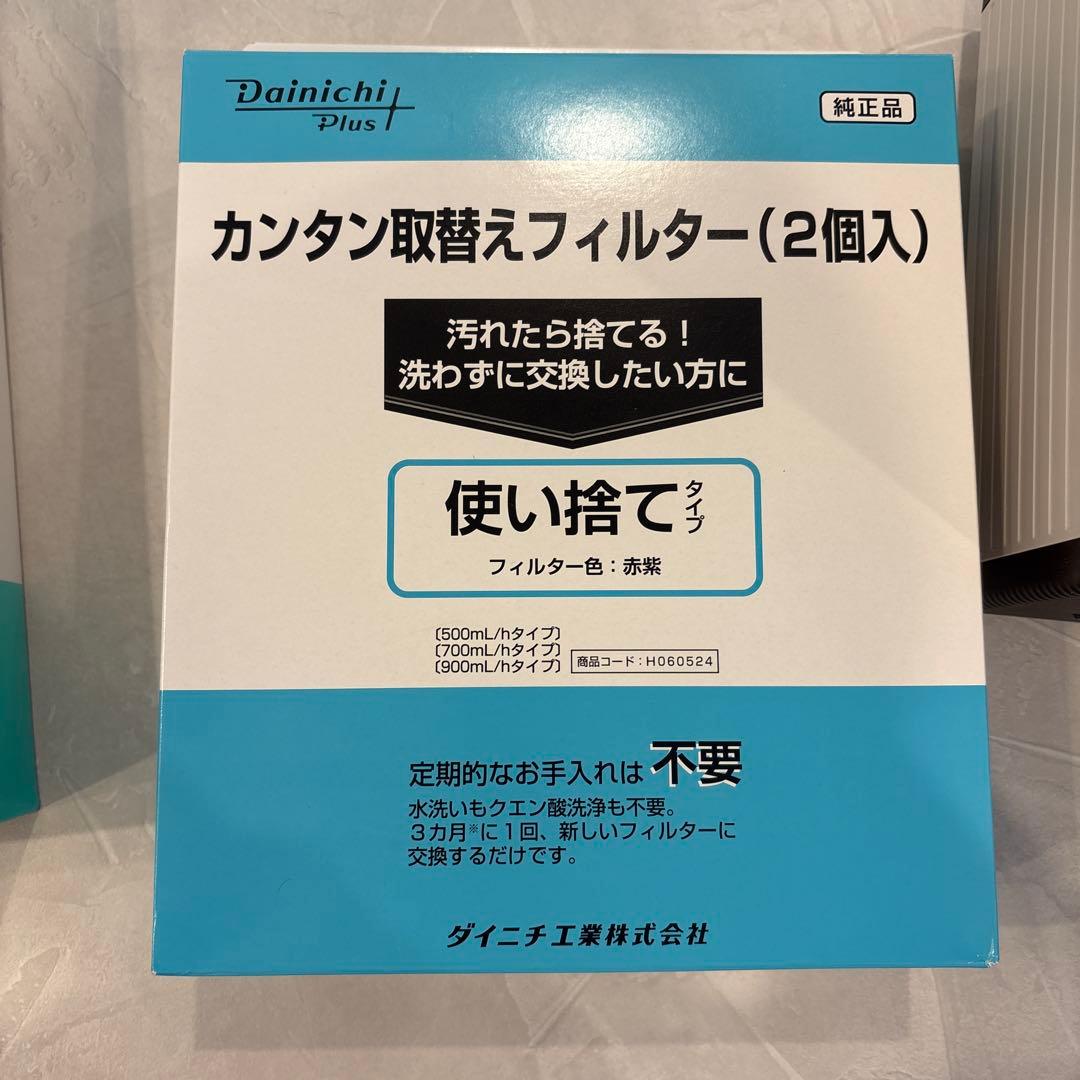 Dainichi
Plus
純正品
カンタン取替えフィルター(2個入)
汚れたら捨てる!
洗わずに交換したい方に
使い捨てタイプ
フィルター色:赤紫
〔500mL/hタイプ〕
〔700mL/hタイプ〕
〔900mL/hタイプ〕 商品コード:H060524
定期的なお手入れは 不要
水洗いもクエン酸洗浄も不要。
3カ月※に1回、新しいフィルターに
交換するだけです。
ダイニチ工業株式会社